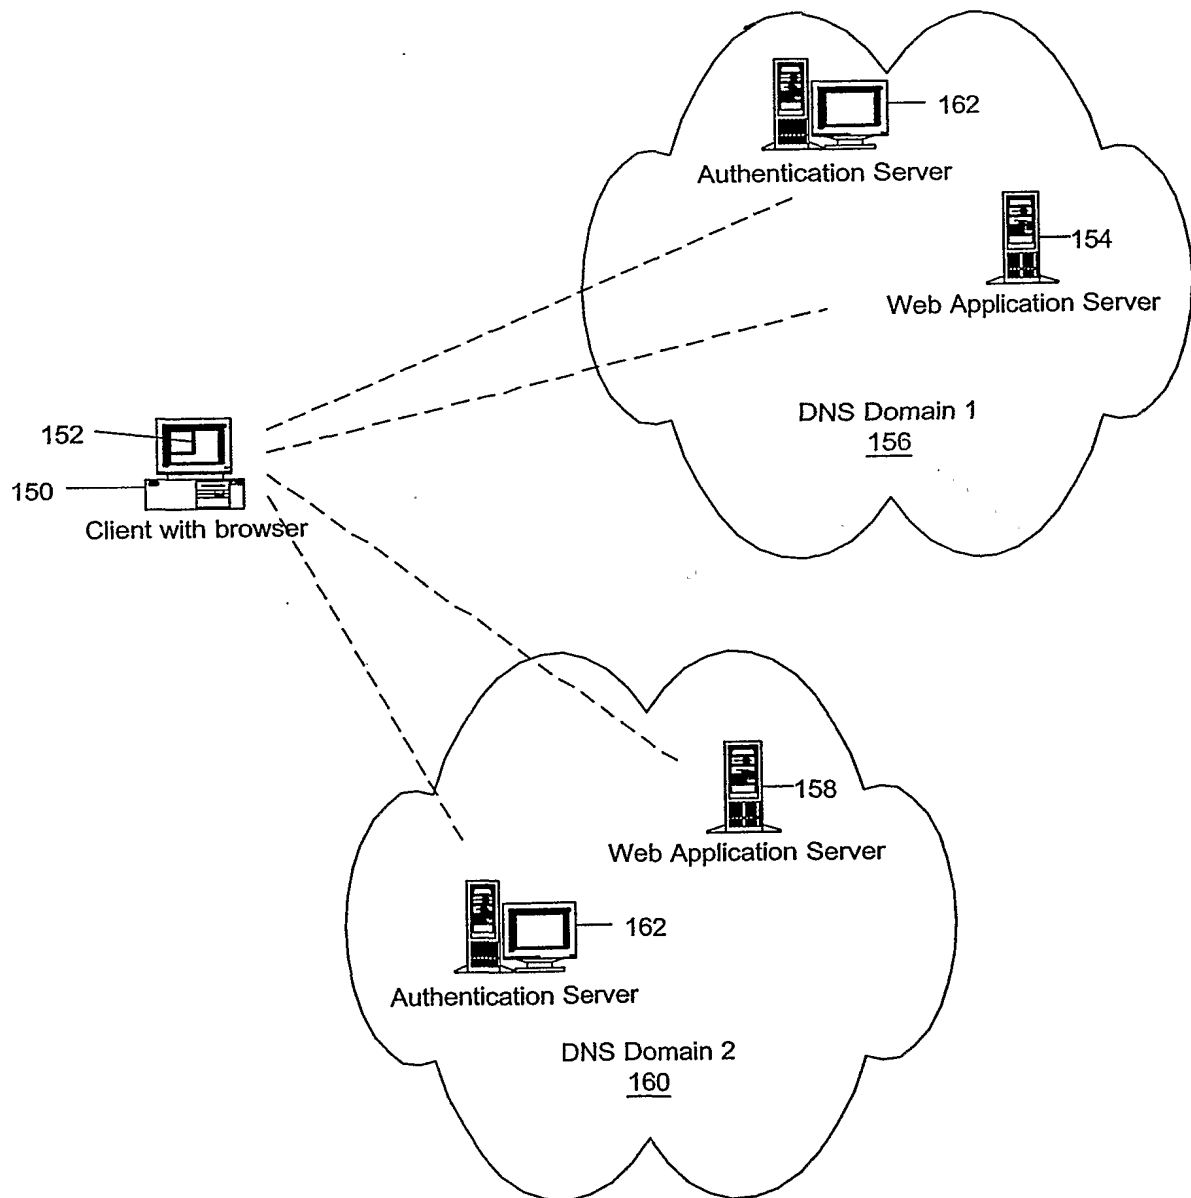 162
Authentication Server
154
Web Application Server
DNS Domain 1
156
152
150
Client with browser
158
Web Application Server
162
Authentication Server
DNS Domain 2
160